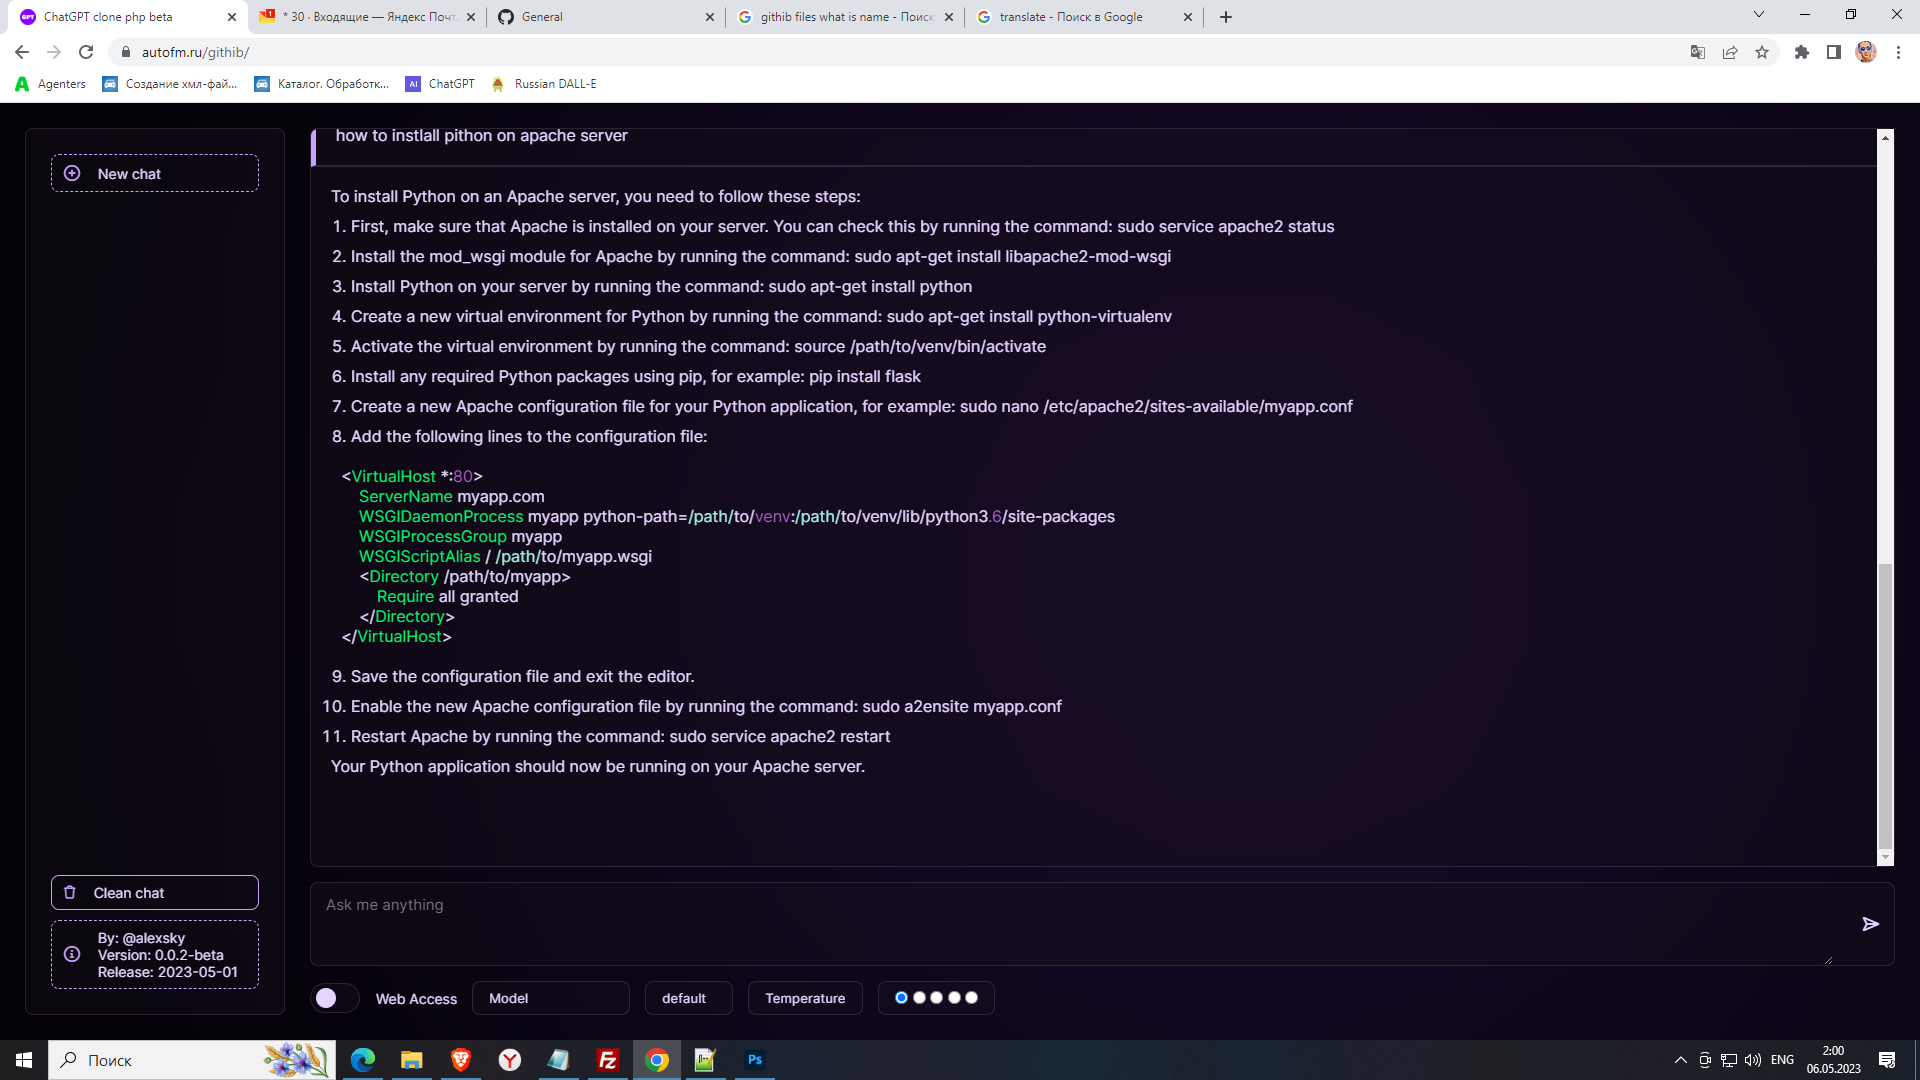 ChatGPT clone php beta
* 30 · Входящие — Яндекс Почт
General
githib files what is name - Поиск
translate - Поиск в Google
autofm.ru/githib/
Agenters
Создание хмл-фай...
Каталог. Обработк...
AI
ChatGPT
Russian DALL-E
New chat
how to instlall pithon on apache server
To install Python on an Apache server, you need to follow these steps:
1. First, make sure that Apache is installed on your server. You can check this by running the command: sudo service apache2 status
2. Install the mod_wsgi module for Apache by running the command: sudo apt-get install libapache2-mod-wsgi
3. Install Python on your server by running the command: sudo apt-get install python
4. Create a new virtual environment for Python by running the command: sudo apt-get install python-virtualenv
5. Activate the virtual environment by running the command: source /path/to/venv/bin/activate
6. Install any required Python packages using pip, for example: pip install flask
7. Create a new Apache configuration file for your Python application, for example: sudo nano /etc/apache2/sites-available/myapp.conf
8. Add the following lines to the configuration file:
<VirtualHost *:80>
ServerName myapp.com
WSGIDaemonProcess myapp python-path=/path/to/venv:/path/to/venv/lib/python3.6/site-packages
WSGIProcessGroup myapp
WSGIScriptAlias / /path/to/myapp.wsgi
<Directory /path/to/myapp>
Require all granted
</Directory>
</VirtualHost>
9. Save the configuration file and exit the editor.
10. Enable the new Apache configuration file by running the command: sudo a2ensite myapp.conf
11. Restart Apache by running the command: sudo service apache2 restart
Your Python application should now be running on your Apache server.
Clean chat
By: @alexsky
Version: 0.0.2-beta
Release: 2023-05-01
Ask me anything
Web Access
Model
default
Temperature
Поиск
Ps
ENG
2:00
06.05.2023